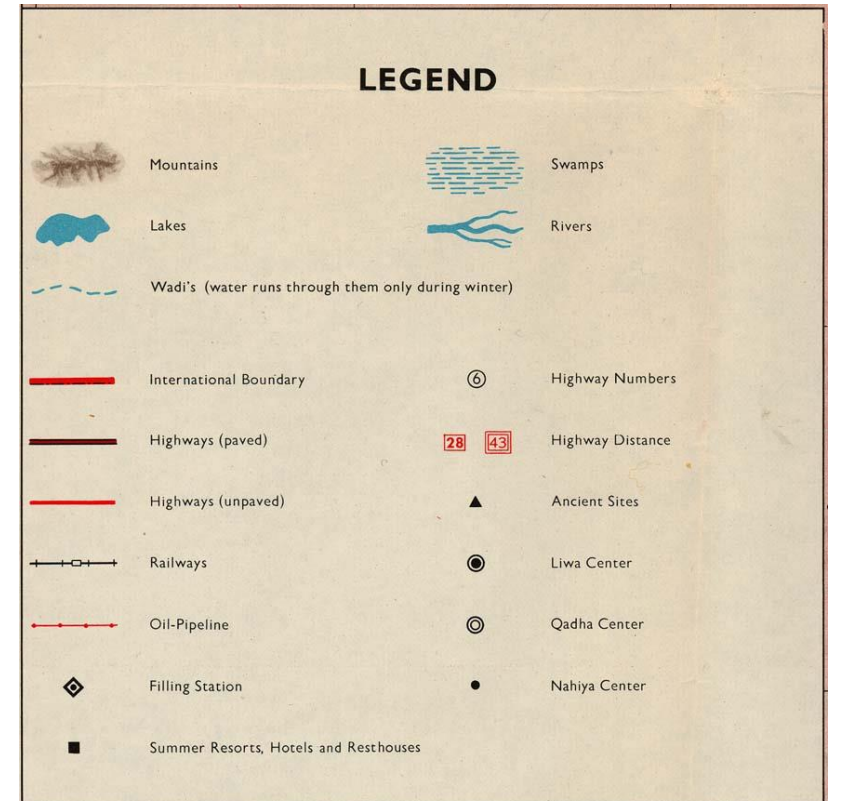 LEGEND
Mountains
Swamps
Lakes
Rivers
Wadi's (water runs through them only during winter)
International Boundary
6
Highway Numbers
Highways (paved)
28 43
Highway Distance
Highways (unpaved)
Ancient Sites
Railways
Liwa Center
Oil-Pipeline
Qadha Center
Filling Station
Nahiya Center
Summer Resorts, Hotels and Resthouses